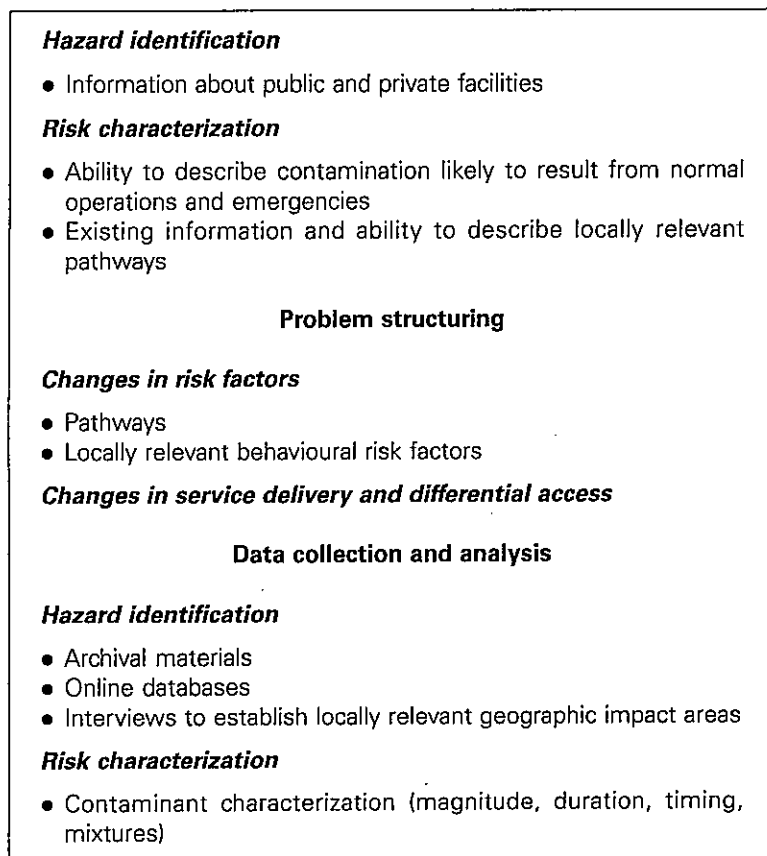 Hazard identification
• Information about public and private facilities
Risk characterization
• Ability to describe contamination likely to result from normal
operations and emergencies
• Existing information and ability to describe locally relevant
pathways
Problem structuring
Changes in risk factors
• Pathways
• Locally relevant behavioural risk factors
Changes in service delivery and differential access
Data collection and analysis
Hazard identification
• Archival materials
• Online databases
• Interviews to establish locally relevant geographic impact areas
Risk characterization
• Contaminant characterization (magnitude, duration, timing,
mixtures)